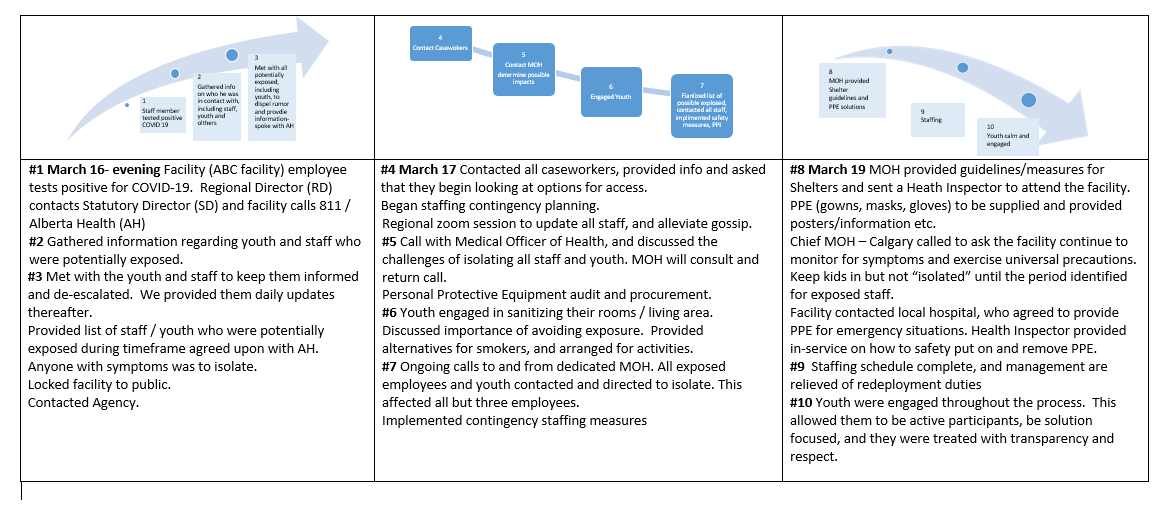 1
Staff member
tested positive
COVID 19
2
Gathered info
on who he was
in contact with,
including staff,
youth and
others
3
Met with all
potentially
exposed,
including
youth, to
dispel rumor
and provdie
information-
spoke with AH
4
Contact Casewokers
5
Contact MOH
determine possible
impacts
6
Engaged Youth
7
Fianlized list of
possible explosed,
contacted all staff,
implimented safety
measures, PPI
8
MOH provided
Shelter
guidelines and
PPE solutions
9
Staffing
10
Youth calm and
engaged
#1 March 16- evening Facility (ABC facility) employee
tests positive for COVID-19. Regional Director (RD)
contacts Statutory Director (SD) and facility calls 811 /
Alberta Health (AH)
#2 Gathered information regarding youth and staff who
were potentially exposed.
#3 Met with the youth and staff to keep them informed
and de-escalated. We provided them daily updates
thereafter.
Provided list of staff / youth who were potentially
exposed during timeframe agreed upon with AH.
Anyone with symptoms was to isolate.
Locked facility to public.
Contacted Agency.
#4 March 17 Contacted all caseworkers, provided info and asked
that they begin looking at options for access.
Began staffing contingency planning.
Regional zoom session to update all staff, and alleviate gossip.
#5 Call with Medical Officer of Health, and discussed the
challenges of isolating all staff and youth. MOH will consult and
return call.
Personal Protective Equipment audit and procurement.
#6 Youth engaged in sanitizing their rooms / living area.
Discussed importance of avoiding exposure. Provided
alternatives for smokers, and arranged for activities.
#7 Ongoing calls to and from dedicated MOH. All exposed
employees and youth contacted and directed to isolate. This
affected all but three employees.
Implemented contingency staffing measures
#8 March 19 MOH provided guidelines/measures for
Shelters and sent a Heath Inspector to attend the facility.
PPE (gowns, masks, gloves) to be supplied and provided
posters/information etc.
Chief MOH – Calgary called to ask the facility continue to
monitor for symptoms and exercise universal precautions.
Keep kids in but not “isolated” until the period identified
for exposed staff.
Facility contacted local hospital, who agreed to provide
PPE for emergency situations. Health Inspector provided
in-service on how to safety put on and remove PPE.
#9 Staffing schedule complete, and management are
relieved of redeployment duties
#10 Youth were engaged throughout the process. This
allowed them to be active participants, be solution
focused, and they were treated with transparency and
respect.